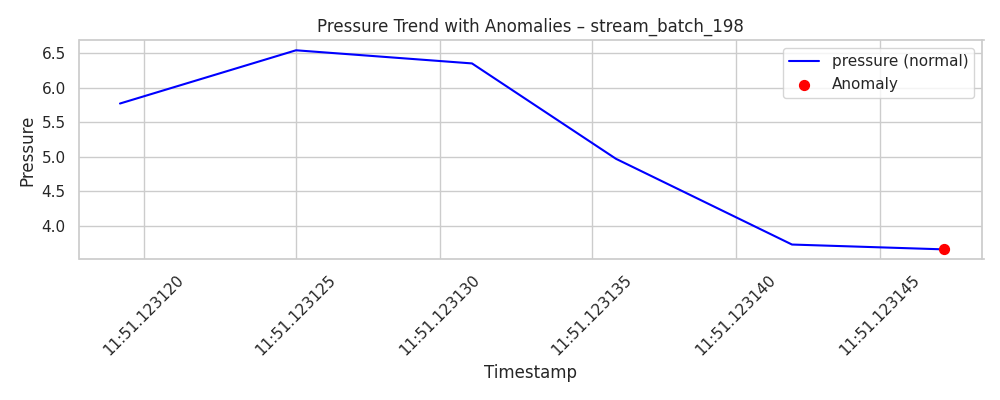 Pressure Trend with Anomalies – stream_batch_198
pressure (normal)
Anomaly
Pressure
6.5
6.0
5.5
5.0
4.5
4.0
11:51.123120
11:51.123125
11:51.123130
11:51.123135
11:51.123140
11:51.123145
Timestamp